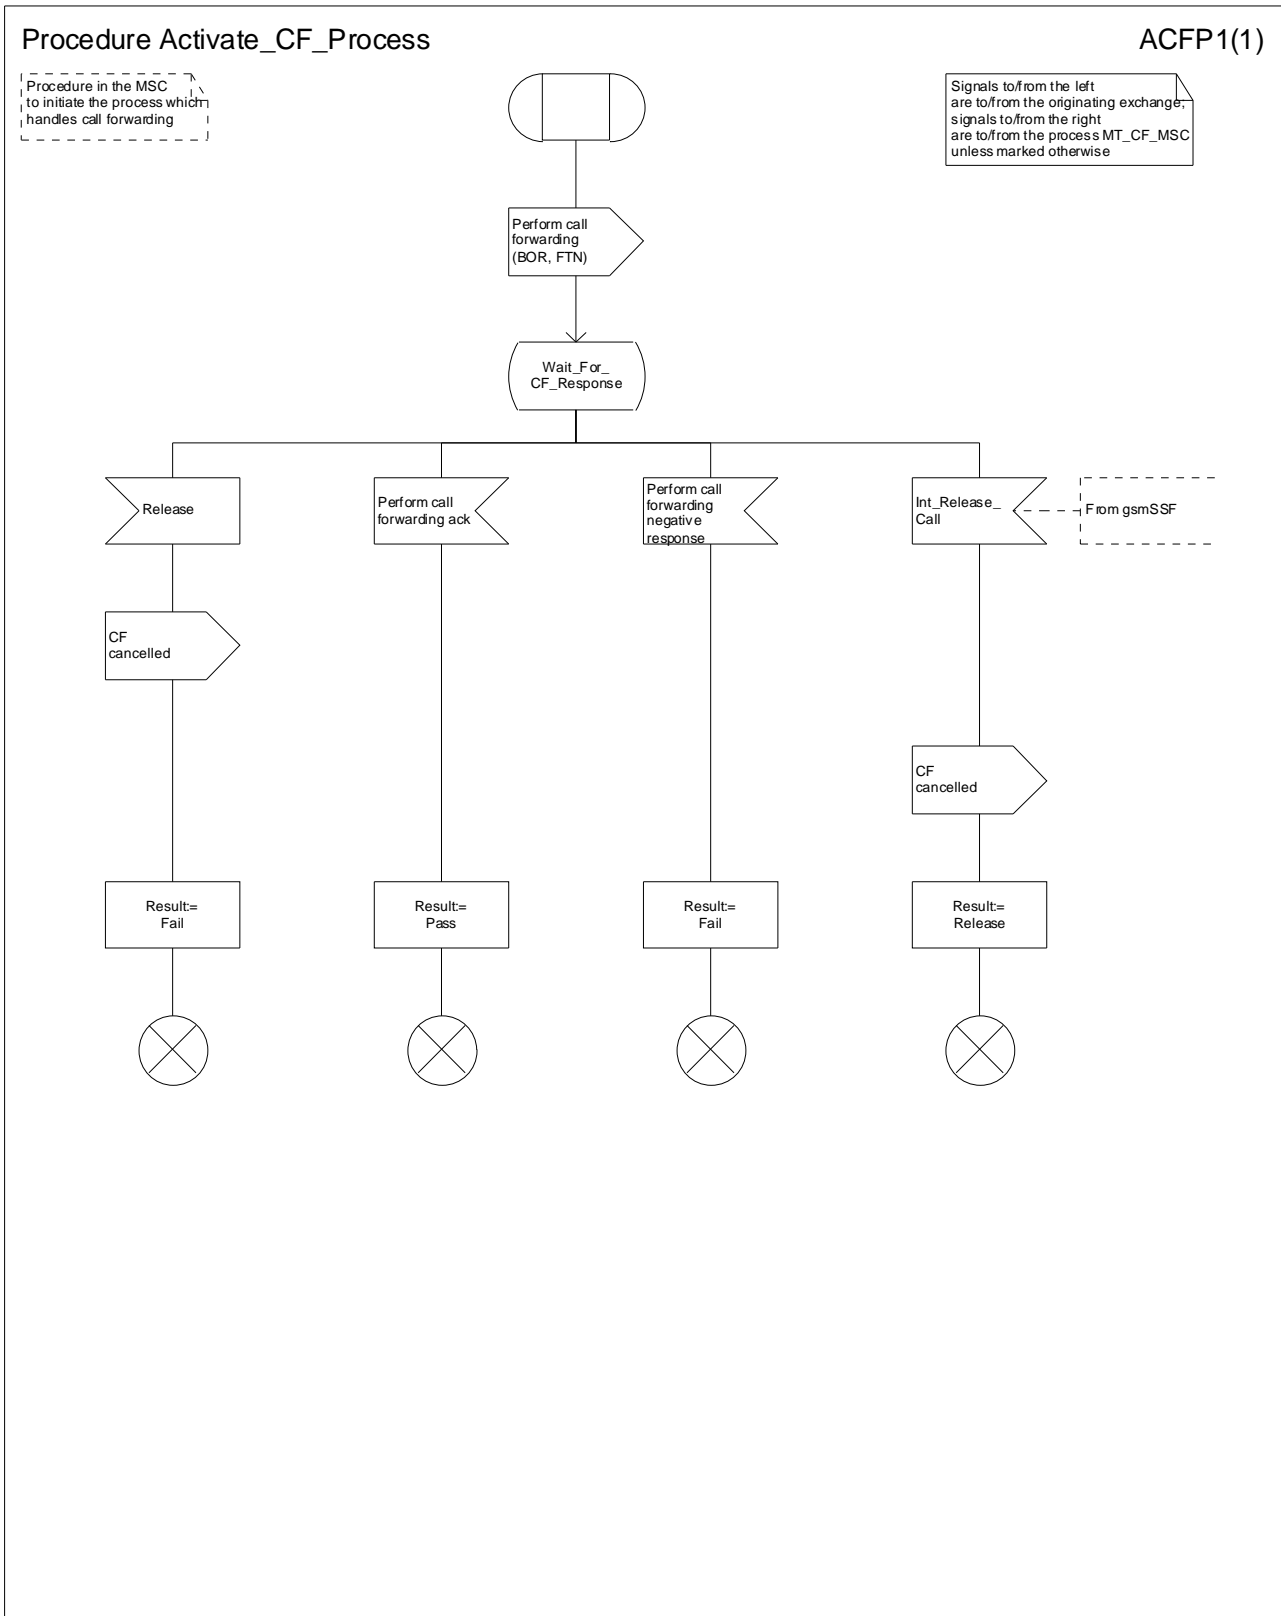 Procedure Activate_CF_Process
ACFP1(1)
Procedure in the MSC
to initiate the process which
handles call forwarding
Signals to/from the left
are to/from the originating exchange;
signals to/from the right
are to/from the process MT_CF_MSC
unless marked otherwise
Perform call
forwarding
(BOR, FTN)
Wait_For_
CF_Response
Release
Perform call
forwarding ack
Perform call
forwarding
negative
response
Int_Release_
Call
From gsmSSF
CF
cancelled
CF
cancelled
Result:=
Fail
Result:=
Pass
Result:=
Fail
Result:=
Release